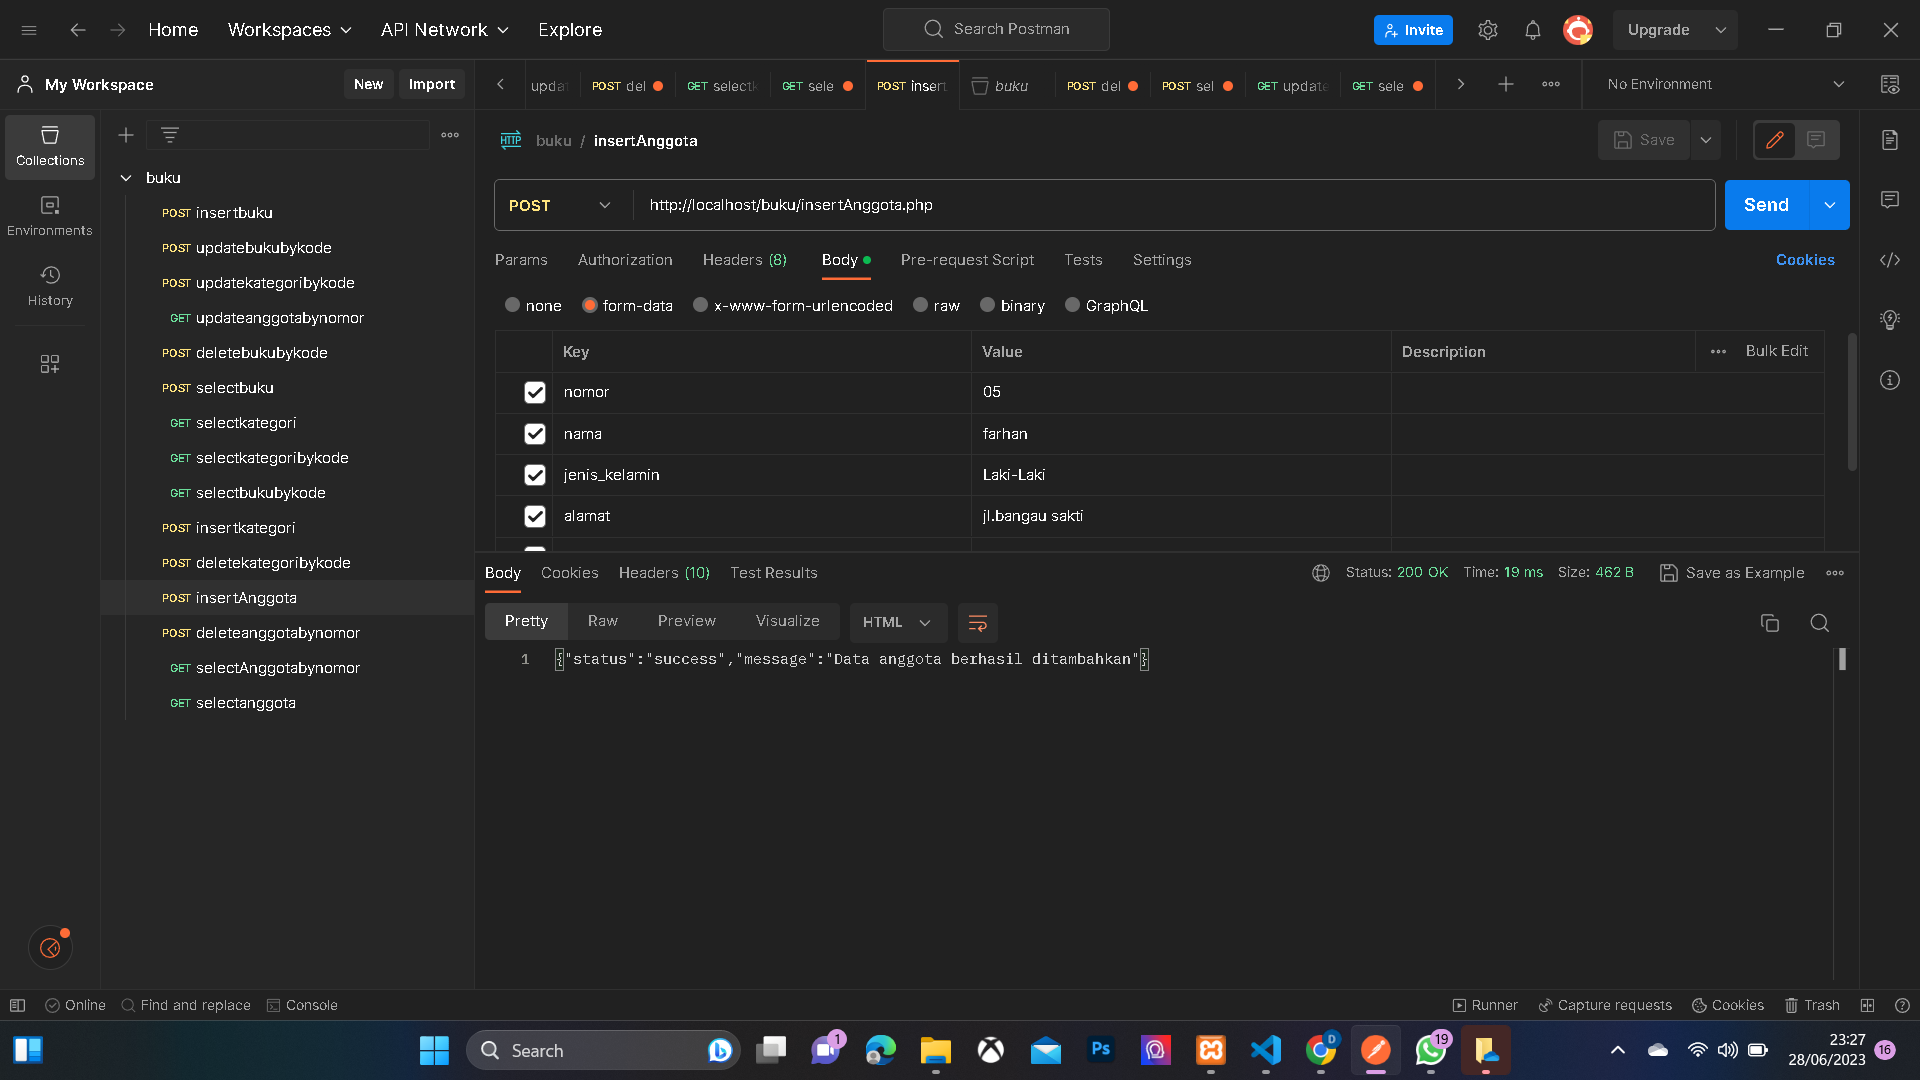 Home
Workspaces
API Network
Explore
Search Postman
Invite
Upgrade
My Workspace
New
Import
POST del
GET
GET sele
POST
buku
POST del
POST sel
GET
GET sele
No Environment
Collections
Environments
History
buku
POST insertbuku
POST updatebukubykode
POST updatekategoribykode
GET updateanggotabynomor
POST deletebukubykode
POST selectbuku
GET selectkategori
GET selectkategoribykode
GET selectbukubykode
POST insertkategori
POST deletekategoribykode
POST insertAnggota
POST deleteanggotabynomor
GET selectAnggotabynomor
GET selectanggota
HTTP buku / insertAnggota
Save
POST http://localhost/buku/insertAnggota.php
Send
Params Authorization Headers (8) Body Pre-request Script Tests Settings
Cookies
none form-data x-www-form-urlencoded raw binary GraphQL
Key Value Description Bulk Edit
nomor 05
nama farhan
jenis_kelamin Laki-Laki
alamat jl.bangau sakti
Body Cookies Headers (10) Test Results
Status: 200 OK Time: 19 ms Size: 462 B Save as Example
Pretty Raw Preview Visualize HTML
1 {"status":"success","message":"Data anggota berhasil ditambahkan"}
Online Find and replace Console
Runner Capture requests Cookies Trash
Search
1
Ps
D
19
23:27
28/06/2023
16